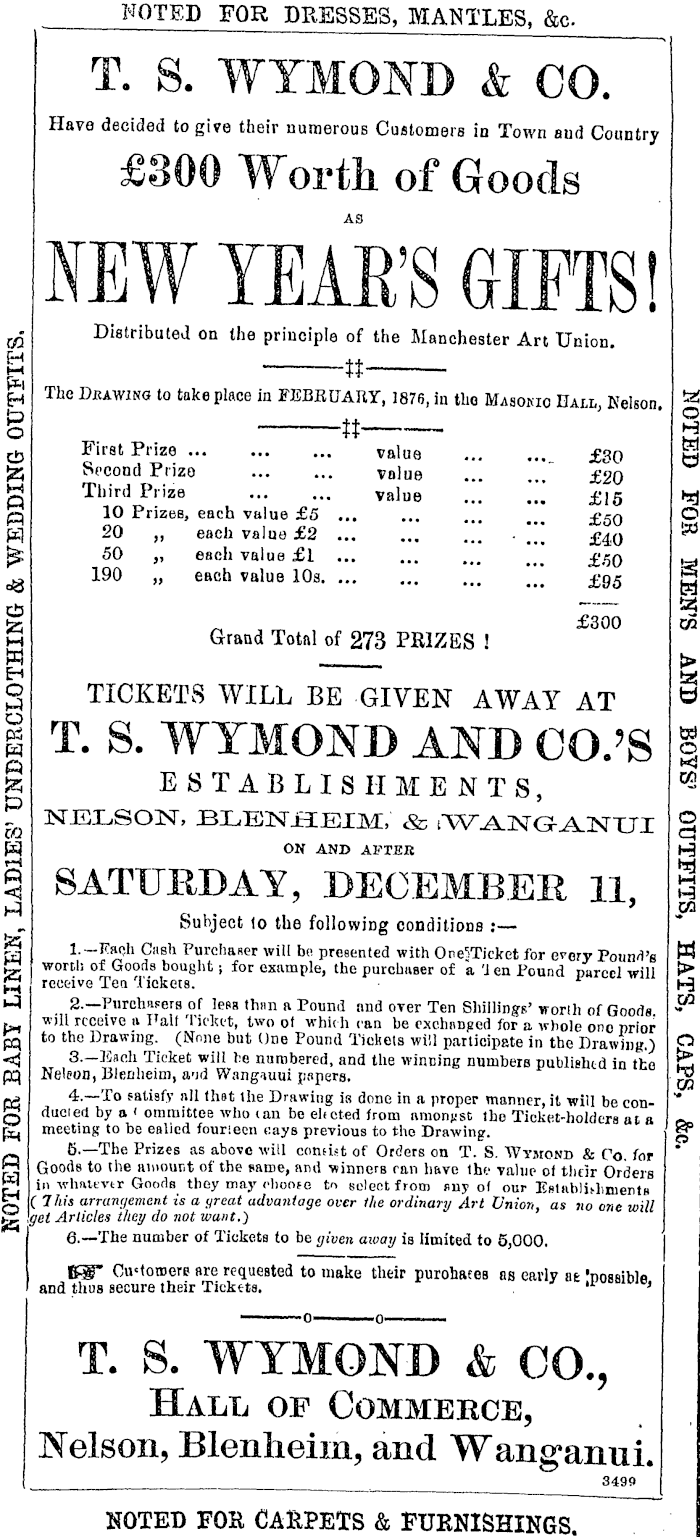 NOTED FOR DRESSES, MANTLES, &c.
T. S. WYMOND & CO.
Have decided to give their numerous Customers in Town and Country
£300 Worth of Goods
AS
NEW YEAR'S GIFTS!
Distributed on the principle of the Manchester Art Union.
‡‡
The DRAWING to take place in FEBRUARY, 1876, in the MASONIC HALL, Nelson.
‡‡
First Prize ... ... ... value ... ... £30
Second Prize ... ... value ... ... £20
Third Prize ... ... value ... ... £15
10 Prizes, each value £5 ... ... ... ... £50
20 „ each value £2 ... ... ... ... £40
50 „ each value £1 ... ... ... ... £50
190 „ each value 10s. ... ... ... ... £95
£300
Grand Total of 273 PRIZES !
TICKETS WILL BE GIVEN AWAY AT
T. S. WYMOND AND CO.'S
ESTABLISHMENTS,
NELSON, BLENHEIM, & WANGANUI
ON AND AFTER
SATURDAY, DECEMBER 11,
Subject to the following conditions :—
1.—Each Cash Purchaser will be presented with One Ticket for every Pound's
worth of Goods bought ; for example, the purchaser of a Ten Pound parcel will
receive Ten Tickets.
2.—Purchasers of less than a Pound and over Ten Shillings' worth of Goods,
will receive a Half Ticket, two of which can be exchanged for a whole one prior
to the Drawing. (None but One Pound Tickets will participate in the Drawing.)
3.—Each Ticket will be numbered, and the winning numbers published in the
Nelson, Blenheim, and Wanganui papers.
4.—To satisfy all that the Drawing is done in a proper manner, it will be con-
ducted by a Committee who can be elected from amongst the Ticket-holders at a
meeting to be called fourteen days previous to the Drawing.
5.—The Prizes as above will consist of Orders on T. S. WYMOND & Co. for
Goods to the amount of the same, and winners can have the value of their Orders
in whatever Goods they may choose to select from any of our Establishments
(This arrangement is a great advantage over the ordinary Art Union, as no one will
get Articles they do not want.)
6.—The number of Tickets to be given away is limited to 5,000.
☞ Customers are requested to make their purchases as early as possible,
and thus secure their Tickets.
T. S. WYMOND & CO.,
HALL OF COMMERCE,
Nelson, Blenheim, and Wanganui.
3499
NOTED FOR CARPETS & FURNISHINGS.
NOTED FOR BABY LINEN, LADIES' UNDERCLOTHING & WEDDING OUTFITS.
NOTED FOR MEN'S AND BOYS' OUTFITS, HATS, CAPS, &c.